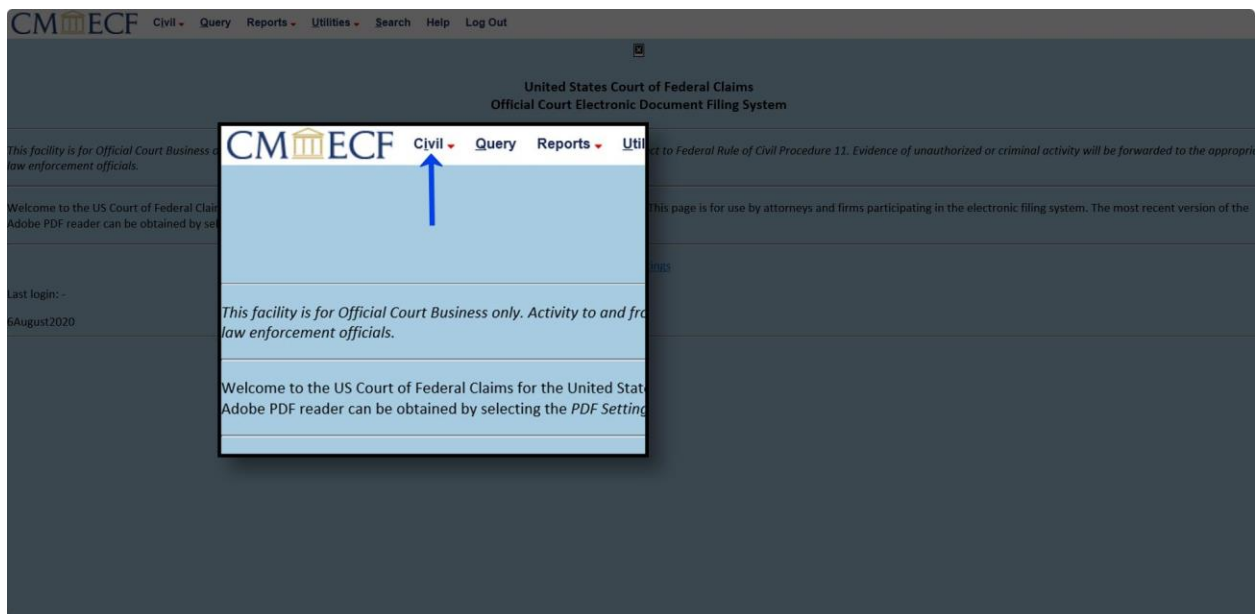 CM ECF Civil Query Reports Utilities Search Help Log Out
United States Court of Federal Claims
Official Court Electronic Document Filing System
This facility is for Official Court Business
ct to Federal Rule of Civil Procedure 11. Evidence of unauthorized or criminal activity will be forwarded to the appropri
law enforcement officials.
Welcome to the US Court of Federal Clai
This page is for use by attorneys and firms participating in the electronic filing system. The most recent version of the
Adobe PDF reader can be obtained by se
Last login: -
6August2020
CM ECF Civil Query Reports Util
This facility is for Official Court Business only. Activity to and fro
law enforcement officials.
Welcome to the US Court of Federal Claims for the United State
Adobe PDF reader can be obtained by selecting the PDF Setting